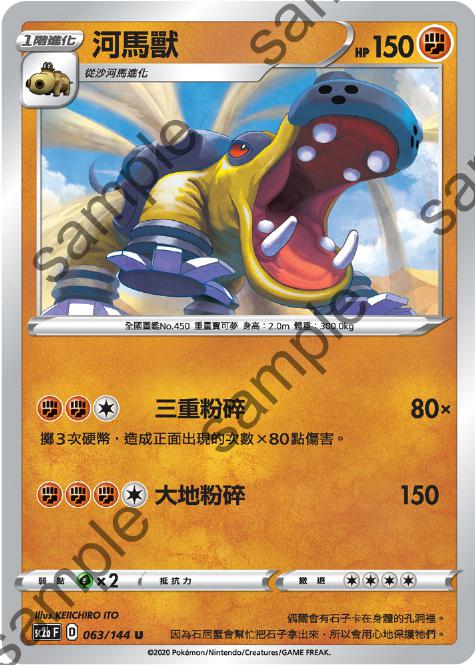 1階進化
河馬獸
HP 150
從沙河馬進化
全國圖鑑No.450 重量寶可夢 身高：2.0m 體重：300.0kg
三重粉碎 80×
擲3次硬幣，造成正面出現的次數×80點傷害。
大地粉碎 150
弱點 ×2 抵抗力 撤退
Illus.KEIICHIRO ITO
sc2b F D 063/144 U
偶爾會有石子卡在身體的孔洞裡。
因為石居蟹會幫忙把石子拿出來，所以會用心地保護牠們。
©2020 Pokémon/Nintendo/Creatures/GAME FREAK.
sample
sample
sample
sample
sample
sample
sample